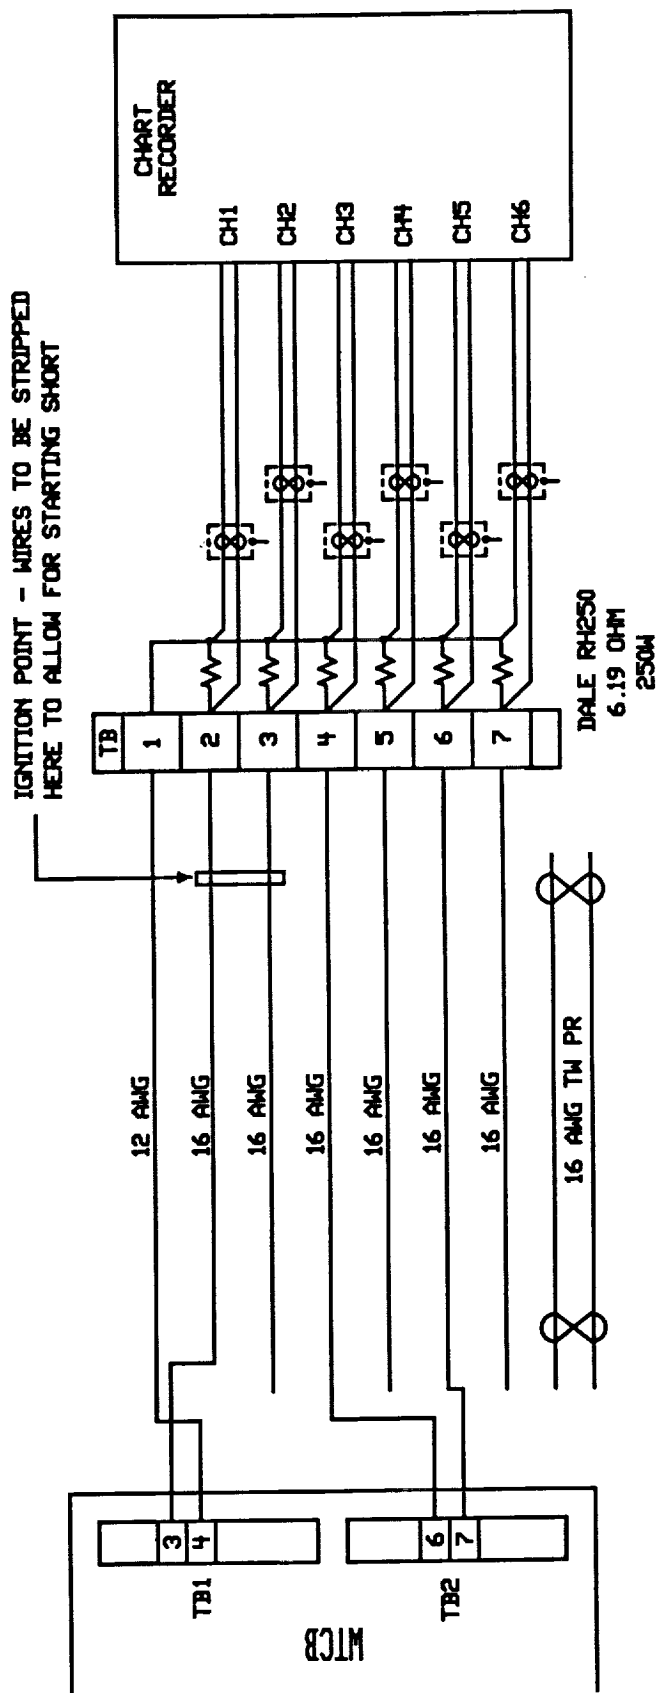 IGNITION POINT - WIRES TO BE STRIPPED
HERE TO ALLOW FOR STARTING SHORT
CHART
RECORDER
CH1
CH2
CH3
CH4
CH5
CH6
TB
1
2
3
4
5
6
7
DALE RH250
6.19 OHM
250W
12 AWG
16 AWG
16 AWG
16 AWG
16 AWG
16 AWG
16 AWG
16 AWG TW PR
3
4
TB1
6
7
TB2
WTCB